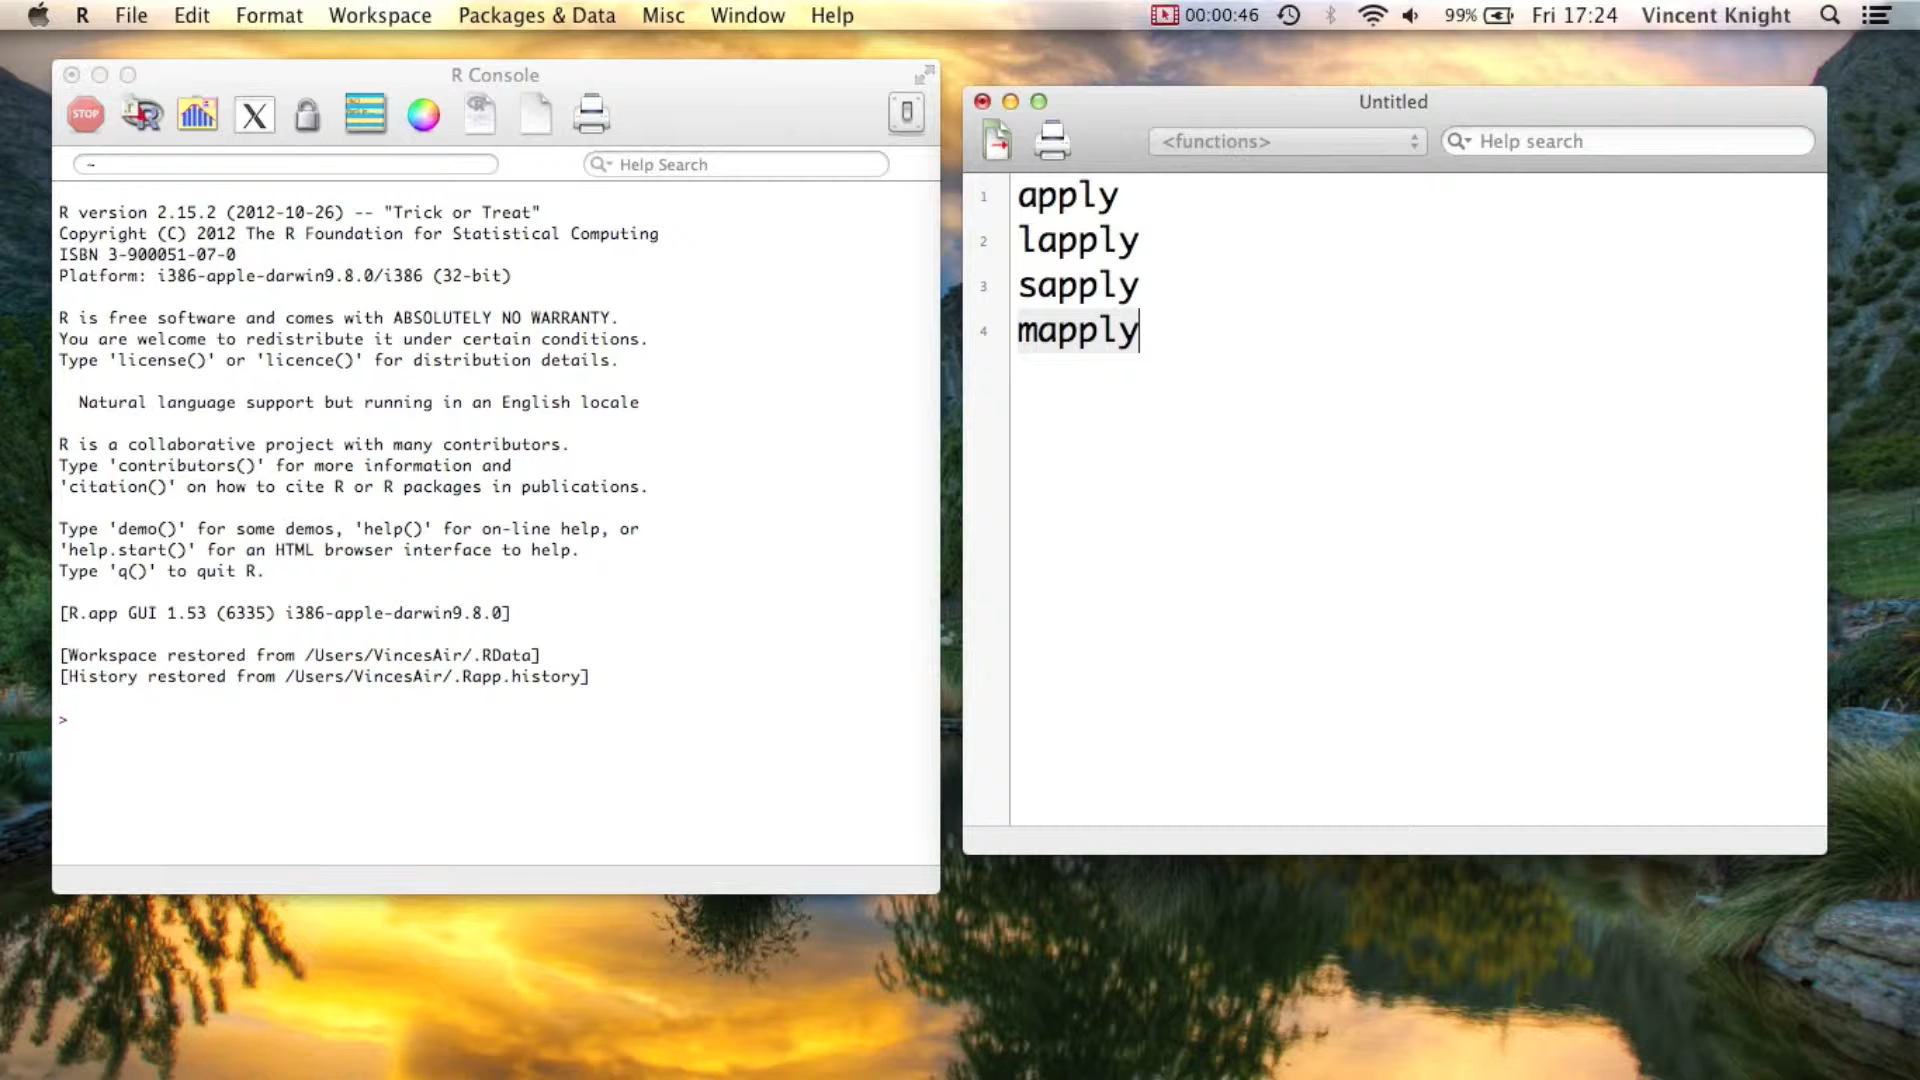 R File Edit Format Workspace Packages & Data Misc Window Help 00:00:46 99% Fri 17:24 Vincent Knight
R Console
STOP
X
~ Help Search
R version 2.15.2 (2012-10-26) -- "Trick or Treat"
Copyright (C) 2012 The R Foundation for Statistical Computing
ISBN 3-900051-07-0
Platform: i386-apple-darwin9.8.0/i386 (32-bit)
R is free software and comes with ABSOLUTELY NO WARRANTY.
You are welcome to redistribute it under certain conditions.
Type 'license()' or 'licence()' for distribution details.
Natural language support but running in an English locale
R is a collaborative project with many contributors.
Type 'contributors()' for more information and
'citation()' on how to cite R or R packages in publications.
Type 'demo()' for some demos, 'help()' for on-line help, or
'help.start()' for an HTML browser interface to help.
Type 'q()' to quit R.
[R.app GUI 1.53 (6335) i386-apple-darwin9.8.0]
[Workspace restored from /Users/VincesAir/.RData]
[History restored from /Users/VincesAir/.Rapp.history]
>
Untitled
<functions> Help search
1 apply
2 lapply
3 sapply
4 mapply